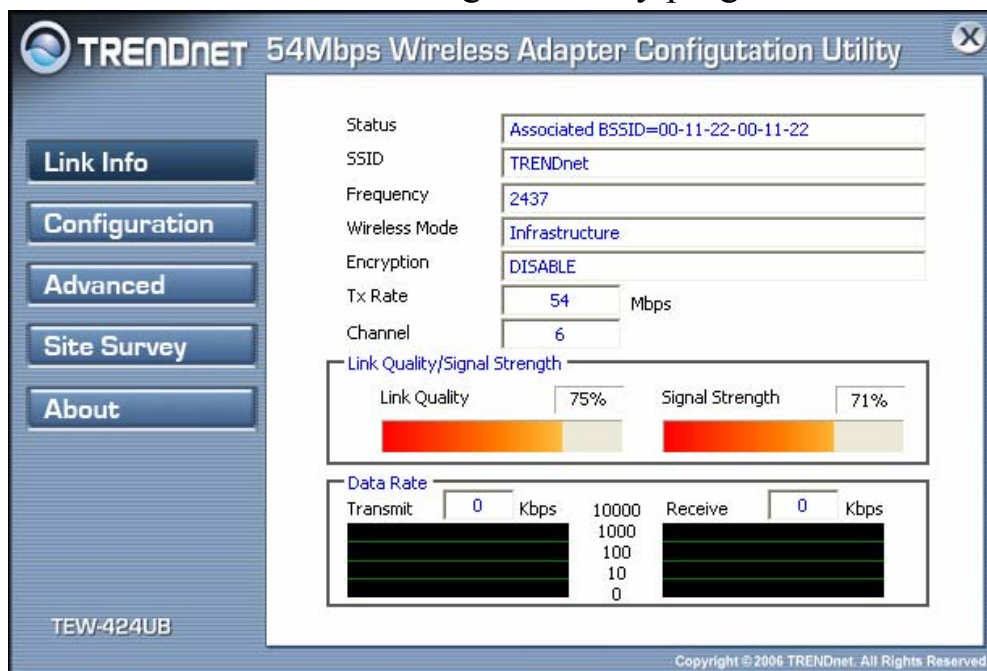 TRENDnet 54Mbps Wireless Adapter Configutation Utility
Link Info
Configuration
Advanced
Site Survey
About
TEW-424UB
Status Associated BSSID=00-11-22-00-11-22
SSID TRENDnet
Frequency 2437
Wireless Mode Infrastructure
Encryption DISABLE
Tx Rate 54 Mbps
Channel 6
Link Quality/Signal Strength
Link Quality 75% Signal Strength 71%
Data Rate
Transmit 0 Kbps 10000 Receive 0 Kbps
1000
100
10
0
Copyright © 2006 TRENDnet. All Rights Reserved